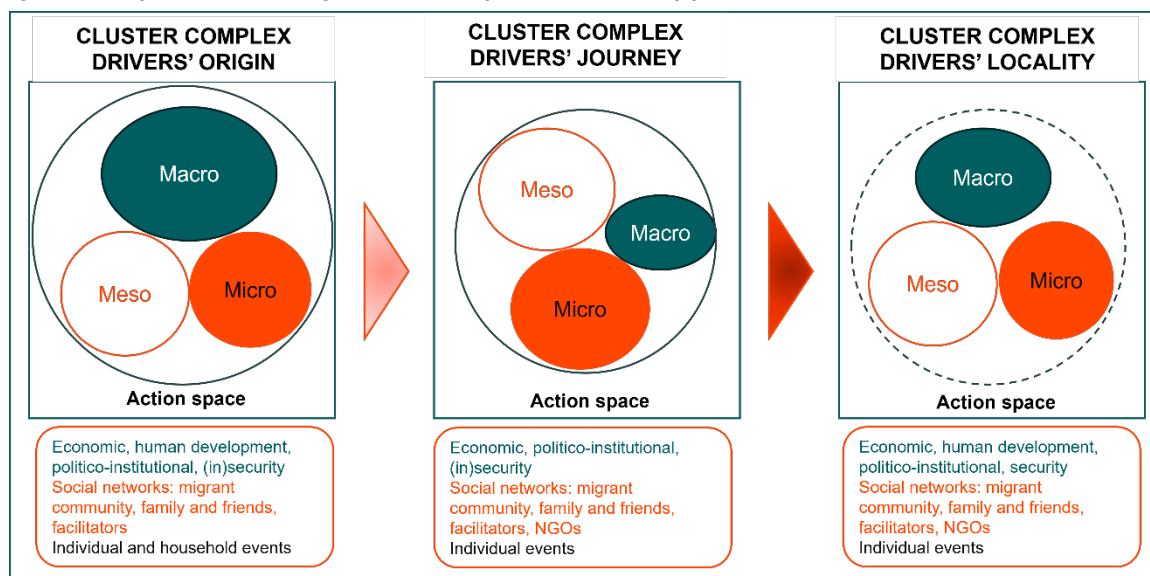 CLUSTER COMPLEX
DRIVERS' ORIGIN
Macro
Meso
Micro
Action space
Economic, human development,
politico-institutional, (in)security
Social networks: migrant
community, family and friends,
facilitators
Individual and household events
CLUSTER COMPLEX
DRIVERS' JOURNEY
Meso
Macro
Micro
Action space
Economic, politico-institutional,
(in)security
Social networks: migrant
community, family and friends,
facilitators, NGOs
Individual events
CLUSTER COMPLEX
DRIVERS' LOCALITY
Macro
Meso
Micro
Action space
Economic, human development,
politico-institutional, security
Social networks: migrant
community, family and friends,
facilitators, NGOs
Individual events